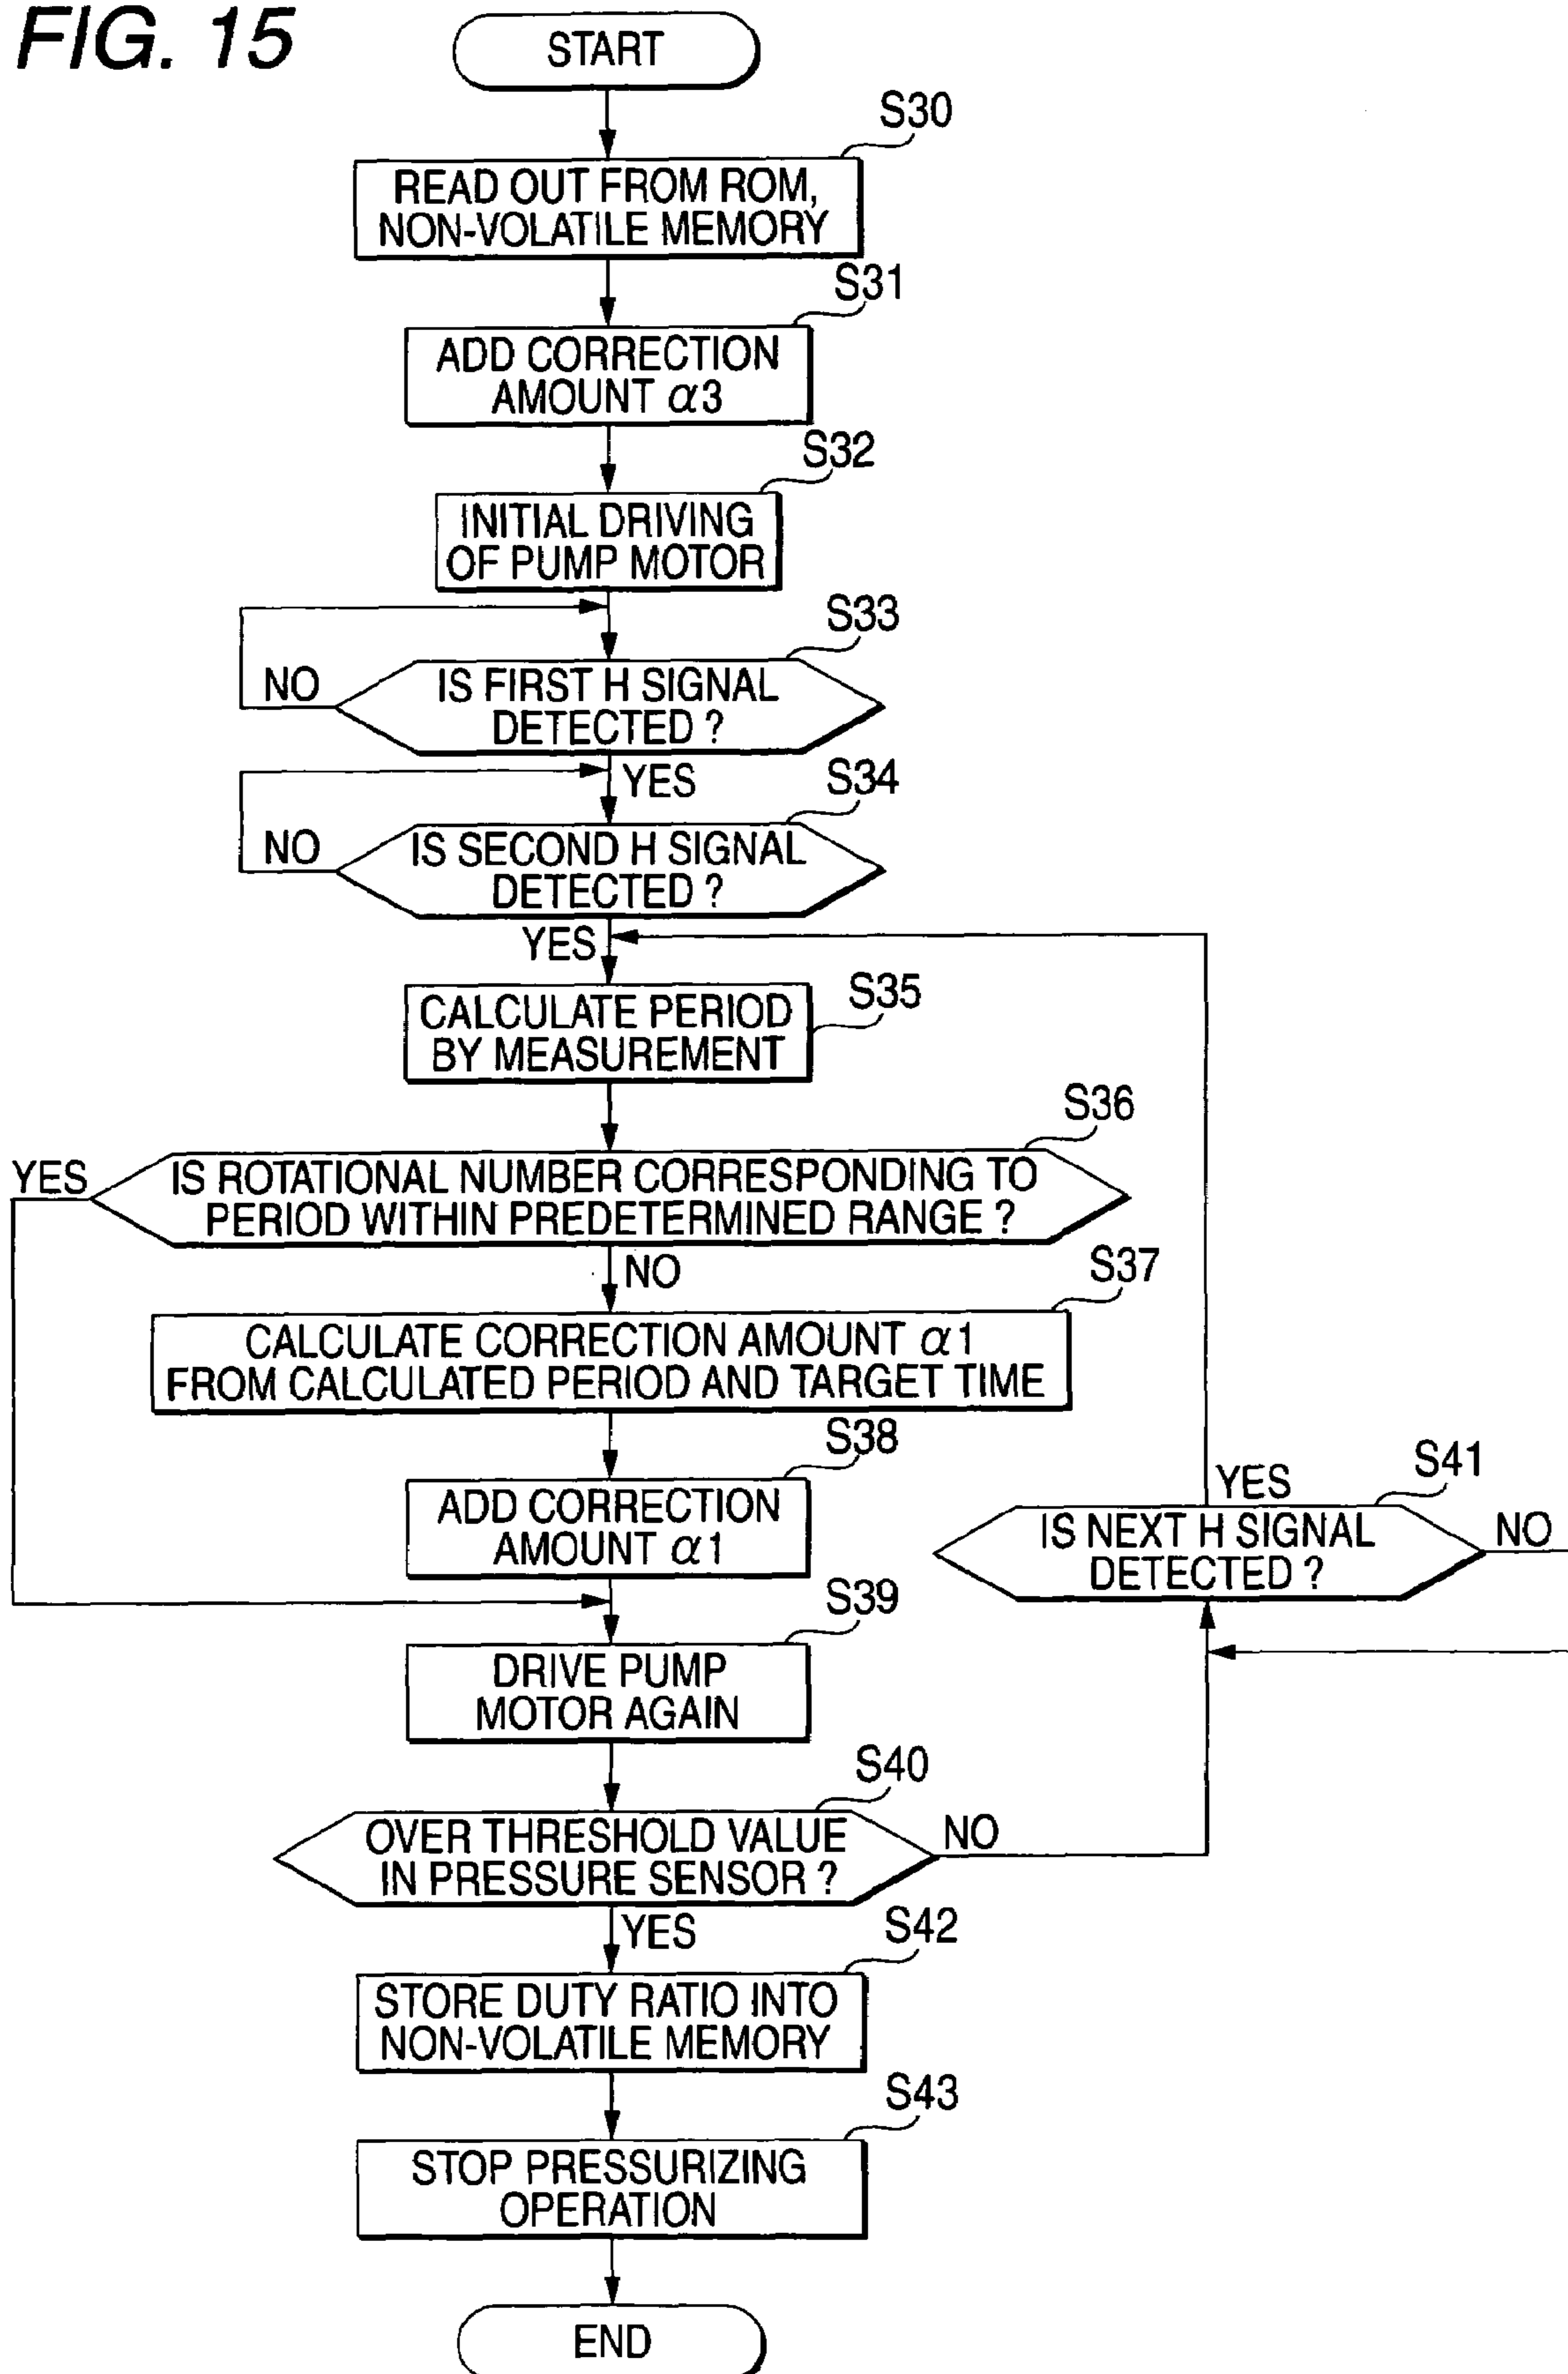 FIG. 15
START
S30
READ OUT FROM ROM,
NON-VOLATILE MEMORY
S31
ADD CORRECTION
AMOUNT α3
S32
INITIAL DRIVING
OF PUMP MOTOR
S33
NO
IS FIRST H SIGNAL
DETECTED ?
YES
S34
NO
IS SECOND H SIGNAL
DETECTED ?
YES
S35
CALCULATE PERIOD
BY MEASUREMENT
S36
YES
IS ROTATIONAL NUMBER CORRESPONDING TO
PERIOD WITHIN PREDETERMINED RANGE ?
NO
S37
CALCULATE CORRECTION AMOUNT α1
FROM CALCULATED PERIOD AND TARGET TIME
S38
ADD CORRECTION
AMOUNT α1
YES
S41
IS NEXT H SIGNAL
DETECTED ?
NO
S39
DRIVE PUMP
MOTOR AGAIN
S40
OVER THRESHOLD VALUE
IN PRESSURE SENSOR ?
NO
YES
S42
STORE DUTY RATIO INTO
NON-VOLATILE MEMORY
S43
STOP PRESSURIZING
OPERATION
END